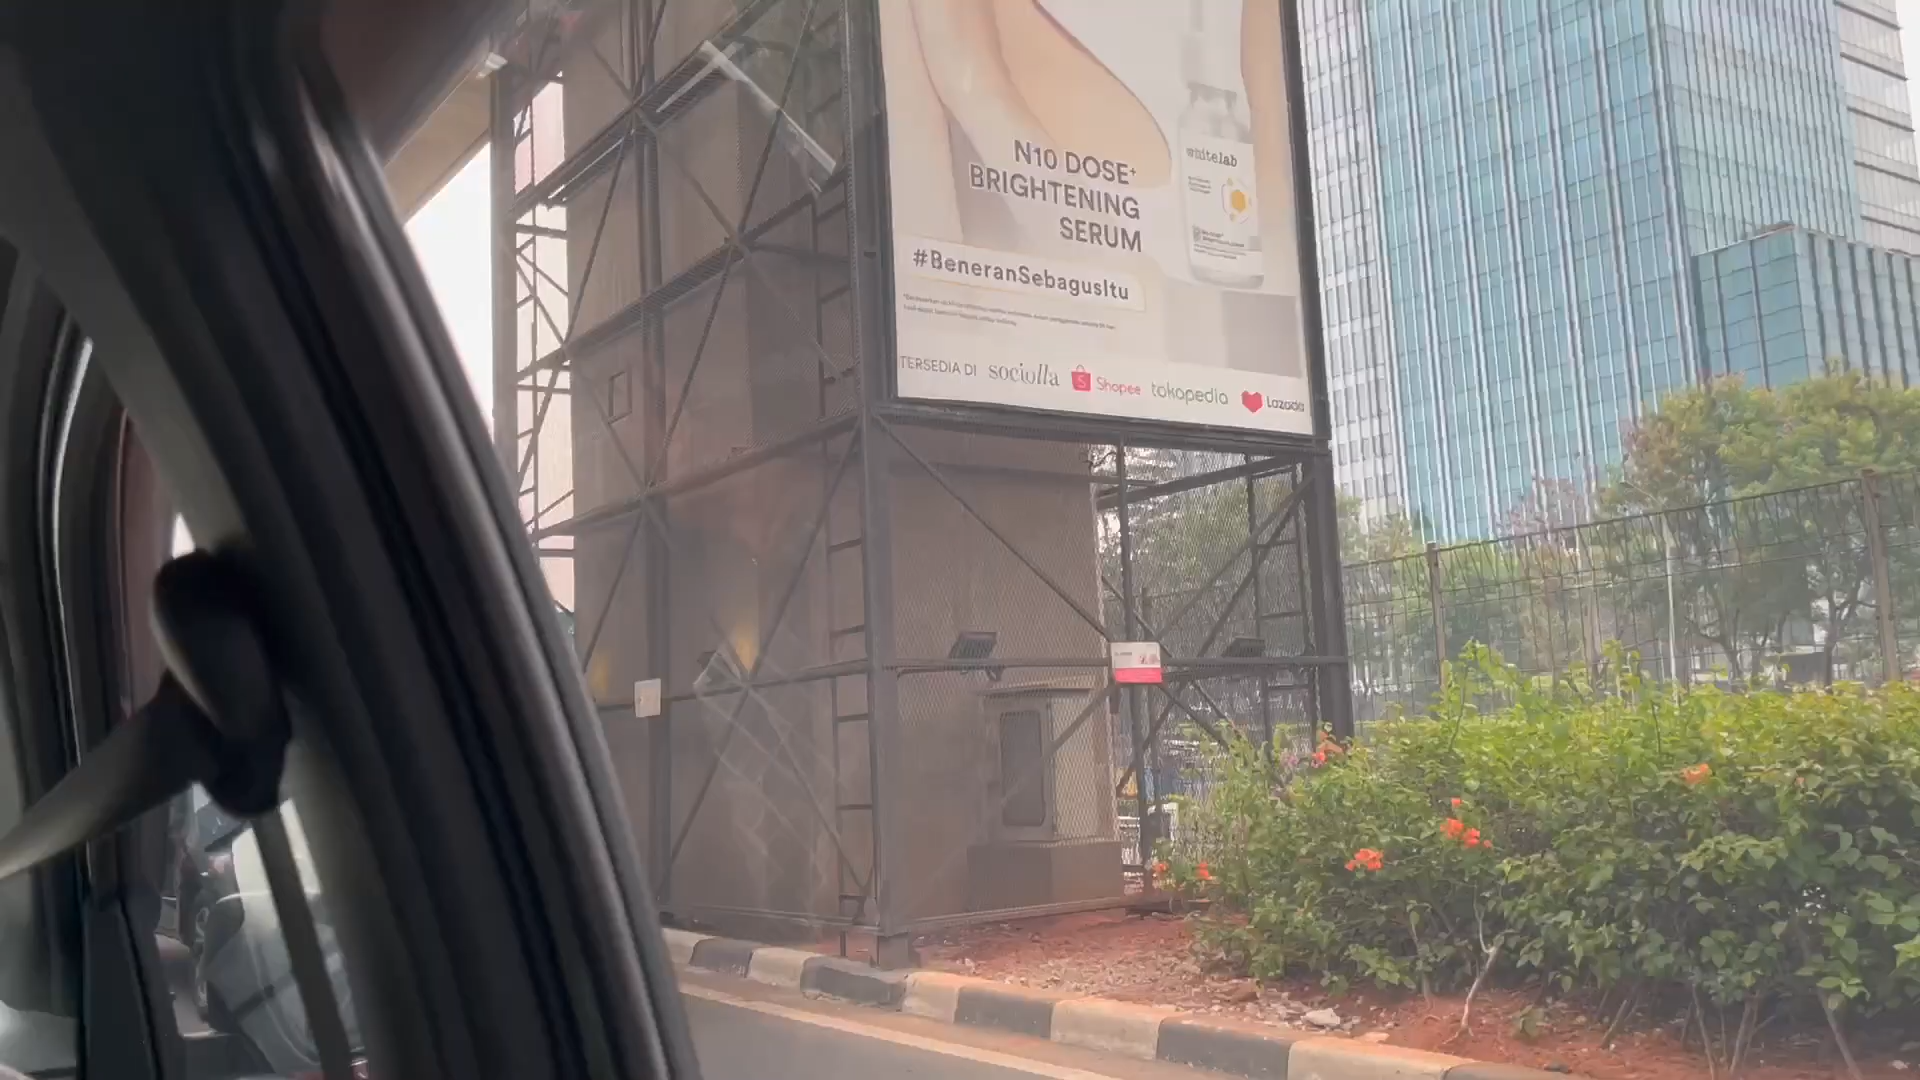 N10 DOSE+
BRIGHTENING
SERUM
#BeneranSebagusItu
TERSEDIA DI sociolla Shopee tokopedia Lazada
whitelab